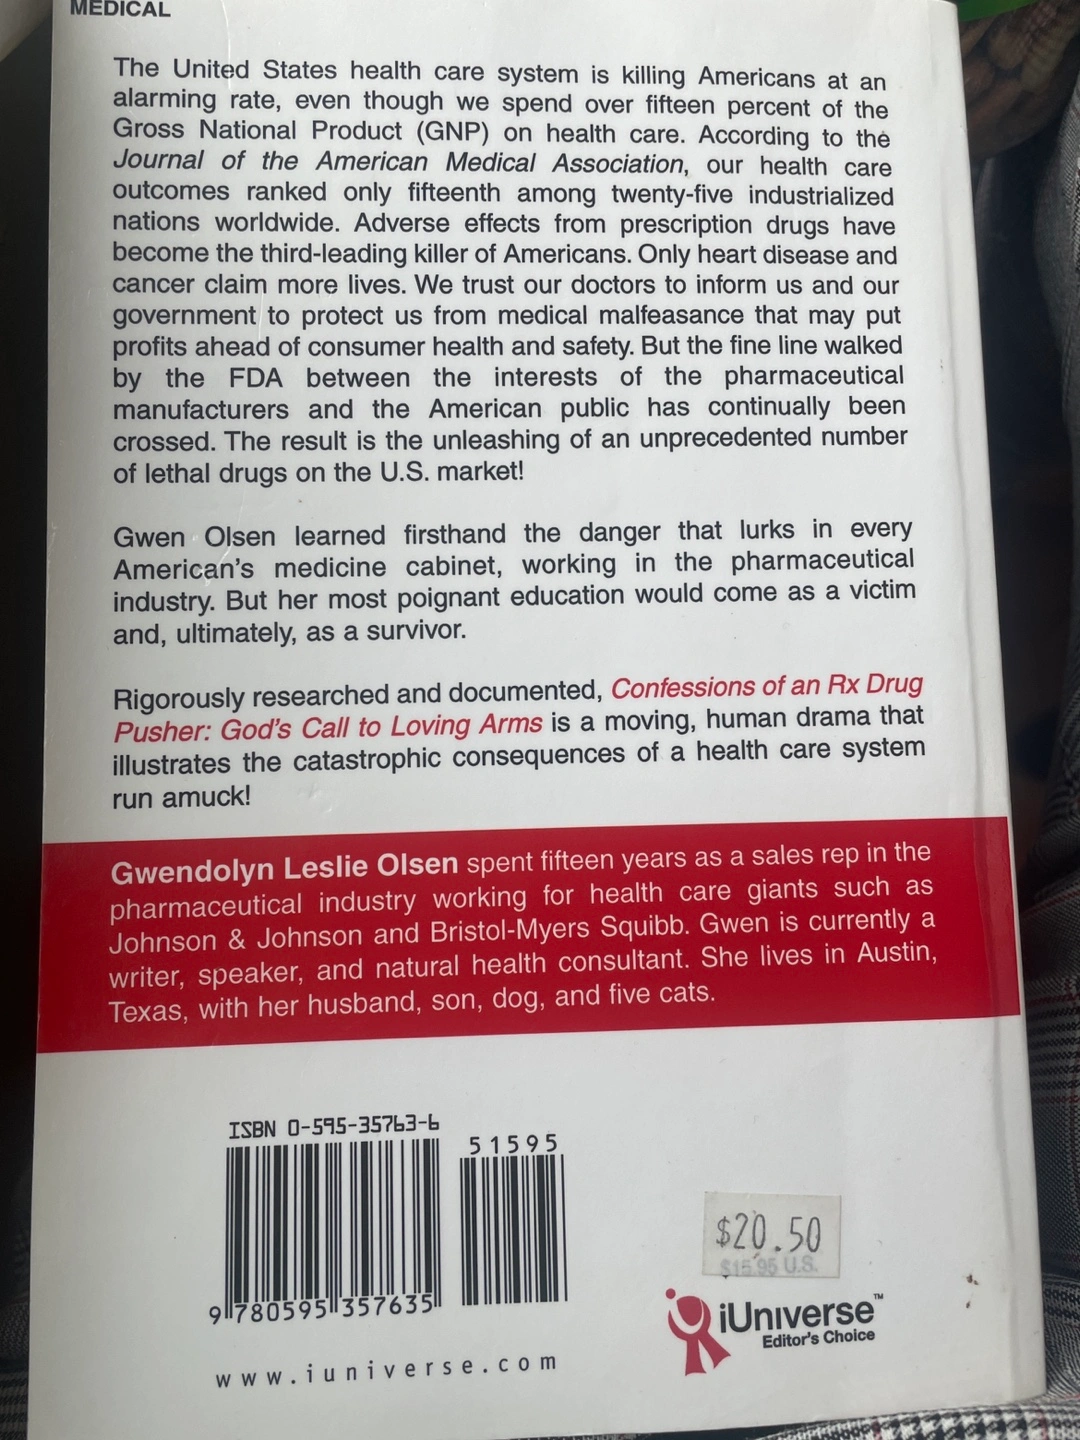 MEDICAL
The United States health care system is killing Americans at an
alarming rate, even though we spend over fifteen percent of the
Gross National Product (GNP) on health care. According to the
Journal of the American Medical Association, our health care
outcomes ranked only fifteenth among twenty-five industrialized
nations worldwide. Adverse effects from prescription drugs have
become the third-leading killer of Americans. Only heart disease and
cancer claim more lives. We trust our doctors to inform us and our
government to protect us from medical malfeasance that may put
profits ahead of consumer health and safety. But the fine line walked
by the FDA between the interests of the pharmaceutical
manufacturers and the American public has continually been
crossed. The result is the unleashing of an unprecedented number
of lethal drugs on the U.S. market!
Gwen Olsen learned firsthand the danger that lurks in every
American's medicine cabinet, working in the pharmaceutical
industry. But her most poignant education would come as a victim
and, ultimately, as a survivor.
Rigorously researched and documented, Confessions of an Rx Drug
Pusher: God's Call to Loving Arms is a moving, human drama that
illustrates the catastrophic consequences of a health care system
run amuck!
Gwendolyn Leslie Olsen spent fifteen years as a sales rep in the
pharmaceutical industry working for health care giants such as
Johnson & Johnson and Bristol-Myers Squibb. Gwen is currently a
writer, speaker, and natural health consultant. She lives in Austin,
Texas, with her husband, son, dog, and five cats.
ISBN 0-595-35763-6
51595
9 780595 357635
$20.50
$15.95 U.S.
iUniverse™
Editor's Choice
www.iuniverse.com